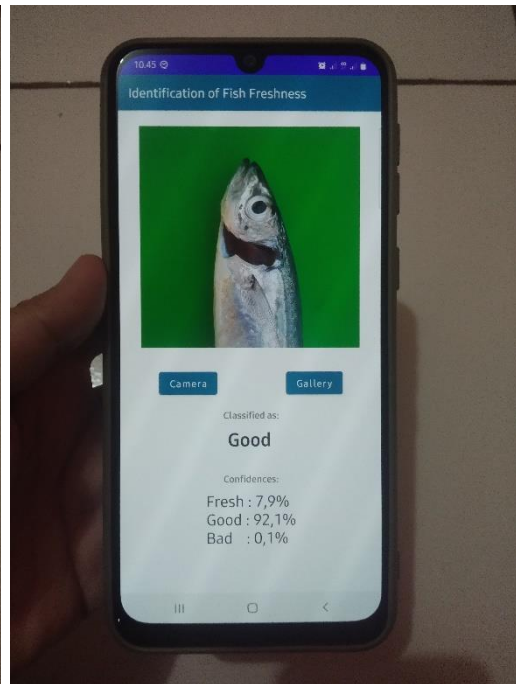 10.45
Identification of Fish Freshness
Camera
Gallery
Classified as:
Good
Confidences:
Fresh : 7,9%
Good : 92,1%
Bad : 0,1%